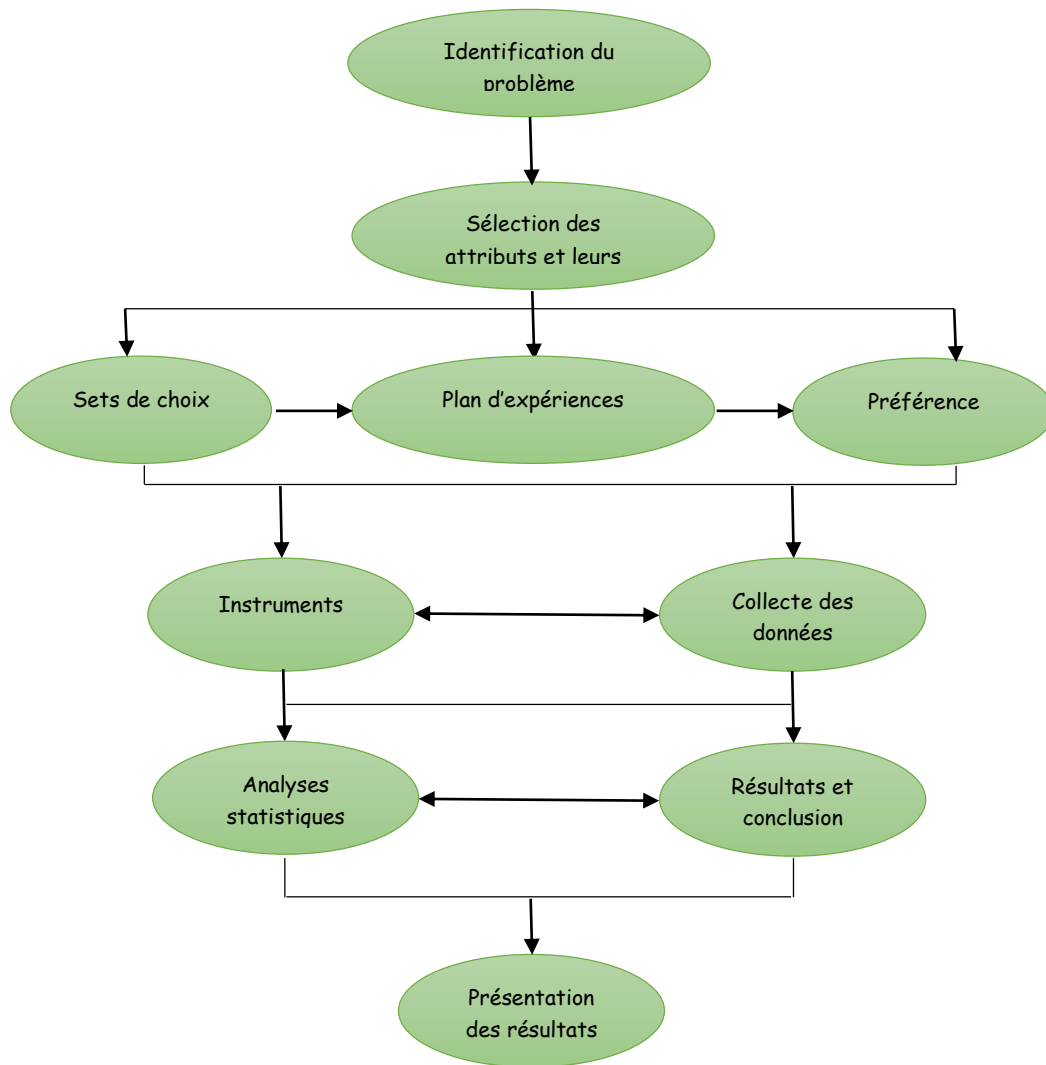 Identification du
problème
Sélection des
attributs et leurs
Sets de choix
Plan d'expériences
Préférence
Instruments
Collecte des
données
Analyses
statistiques
Résultats et
conclusion
Présentation
des résultats